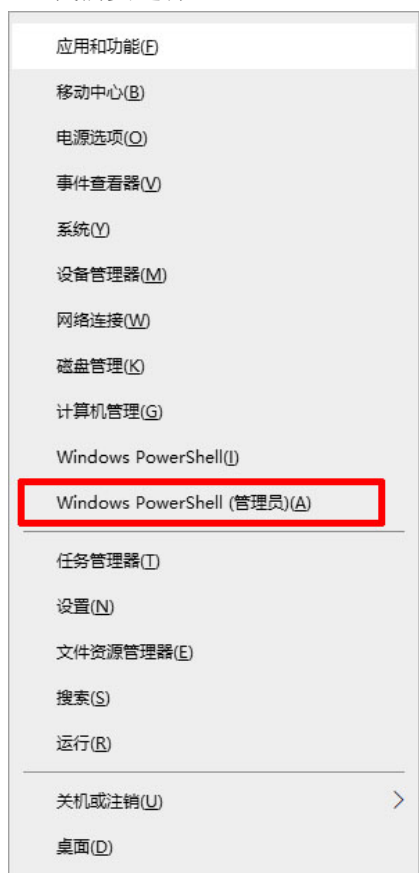 应用和功能(F)
移动中心(B)
电源选项(O)
事件查看器(V)
系统(Y)
设备管理器(M)
网络连接(W)
磁盘管理(K)
计算机管理(G)
Windows PowerShell(I)
Windows PowerShell (管理员)(A)
任务管理器(T)
设置(N)
文件资源管理器(E)
搜索(S)
运行(R)
关机或注销(U)
桌面(D)